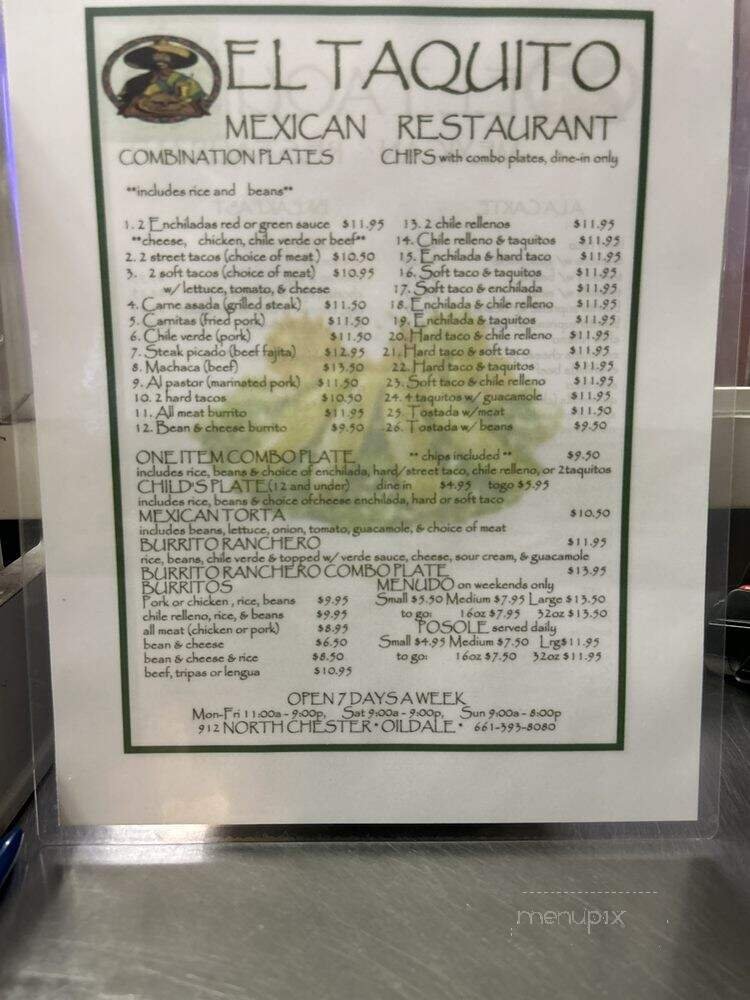 EL TAQUITO
MEXICAN RESTAURANT
COMBINATION PLATES CHIPS with combo plates, dine-in only
**includes rice and beans**
1. 2 Enchiladas red or green sauce $11.95
**cheese, chicken, chile verde or beef**
2. 2 street tacos (choice of meat) $10.50
3. 2 soft tacos (choice of meat) $10.95
w/ lettuce, tomato, & cheese
4. Carne asada (grilled steak) $11.50
5. Carnitas (fried pork) $11.50
6. Chile verde (pork) $11.50
7. Steak picado (beef fajita) $12.95
8. Machaca (beef) $13.50
9. Al pastor (marinated pork) $11.50
10. 2 hard tacos $10.50
11. All meat burrito $11.95
12. Bean & cheese burrito $9.50
13. 2 chile rellenos $11.95
14. Chile relleno & taquitos $11.95
15. Enchilada & hard taco $11.95
16. Soft taco & taquitos $11.95
17. Soft taco & enchilada $11.95
18. Enchilada & chile relleno $11.95
19. Enchilada & taquitos $11.95
20. Hard taco & chile relleno $11.95
21. Hard taco & soft taco $11.95
22. Hard taco & taquitos $11.95
23. Soft taco & chile relleno $11.95
24. 4 taquitos w/ guacamole $11.95
25. Tostada w/meat $11.50
26. Tostada w/ beans $9.50
ONE ITEM COMBO PLATE ** chips included ** $9.50
includes rice, beans & choice of enchilada, hard/street taco, chile relleno, or 2taquitos
CHILD'S PLATE(12 and under) dine in $4.95 togo $5.95
includes rice, beans & choice ofcheese enchilada, hard or soft taco
MEXICAN TORTA $10.50
includes beans, lettuce, onion, tomato, guacamole, & choice of meat
BURRITO RANCHERO $11.95
rice, beans, chile verde & topped w/ verde sauce, cheese, sour cream, & guacamole
BURRITO RANCHERO COMBO PLATE $13.95
BURRITOS
Pork or chicken, rice, beans $9.95
chile relleno, rice, & beans $9.95
all meat (chicken or pork) $8.95
bean & cheese $6.50
bean & cheese & rice $8.50
beef, tripas or lengua $10.95
MENUDO on weekends only
Small $5.50 Medium $7.95 Large $13.50
to go: 16oz $7.95 32oz $13.50
POSOLE served daily
Small $4.95 Medium $7.50 Lrg$11.95
to go: 16oz $7.50 32oz $11.95
OPEN 7 DAYS A WEEK
Mon-Fri 11:00a - 9:00p, Sat 9:00a - 9:00p, Sun 9:00a - 8:00p
912 NORTH CHESTER * OILDALE * 661-393-8080
menupix